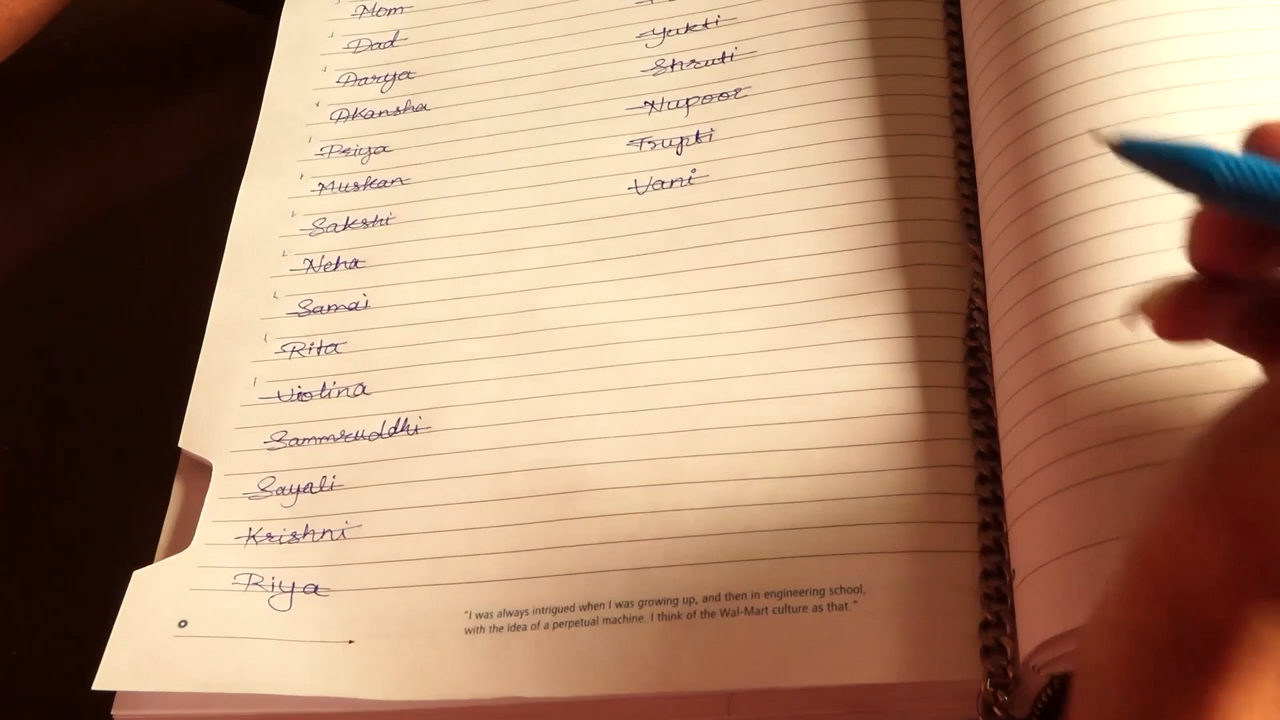 Mom
Dad
Darya
Akansha
Priya
Muskan
Sakshi
Neha
Samai
Rita
Violina
Sammruddhi
Sayali
Krishni
Riya
Yukti
Shruti
Nupoor
Trupti
Vani
"I was always intrigued when I was growing up, and then in engineering school,
with the idea of a perpetual machine. I think of the Wal-Mart culture as that."